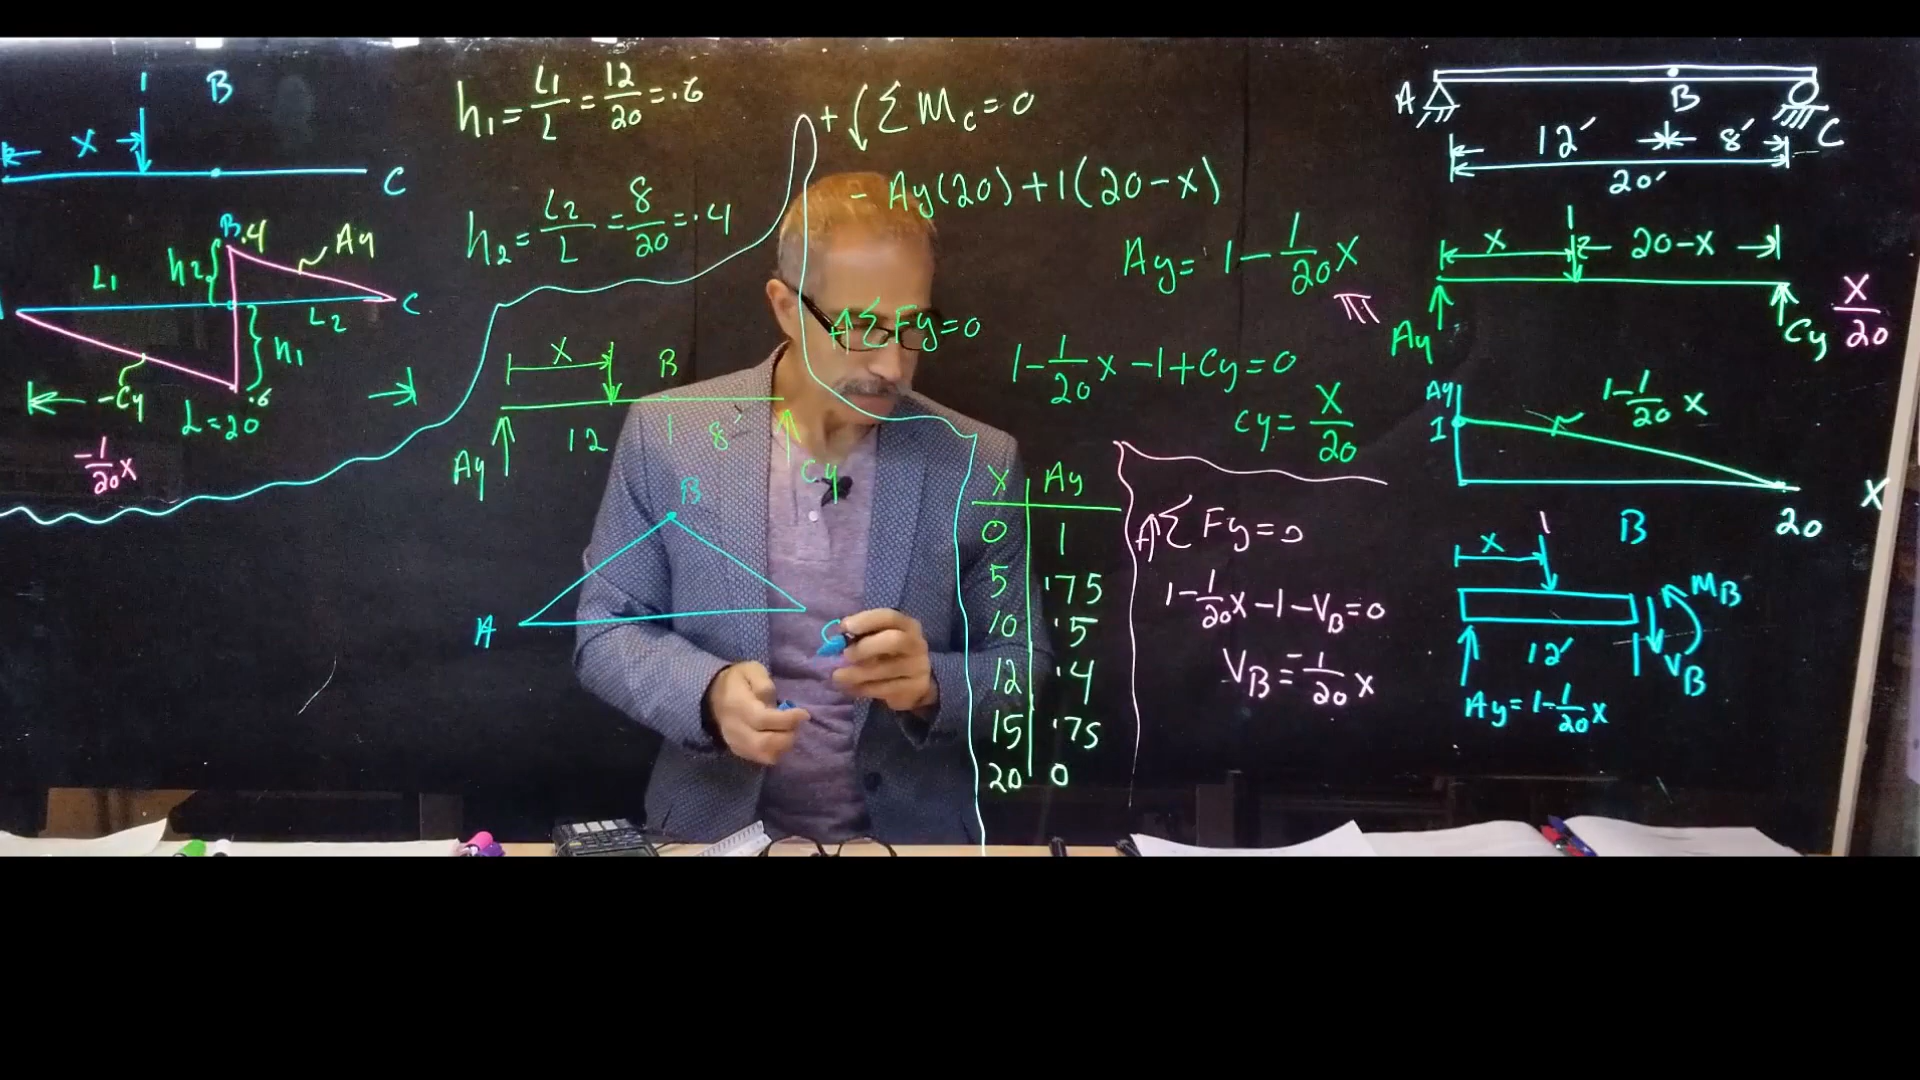 1 B
x
C
B .4
Ay
h2
L1
L2
C
h1
-Cy
.6
L=20
-1/20 x
h1 = L1/L = 12/20 = .6
h2 = L2/L = 8/20 = .4
x B
12 8'
Ay
Cy
B
A
+ ΣMc = 0
- Ay(20) + 1(20-x)
Ay = 1 - 1/20 x
↑ΣFy = 0
1 - 1/20 x - 1 + Cy = 0
Cy = x/20
x Ay
0 1
5 .75
10 .5
12 .4
15 .75
20 0
↑ΣFy = 0
1 - 1/20 x - 1 - VB = 0
VB = -1/20 x
A B C
12' 8'
20'
1
x 20-x
Ay Cy x/20
Ay
1
1 - 1/20 x
20 x
1 B
x
MB
12'
VB
Ay = 1 - 1/20 x